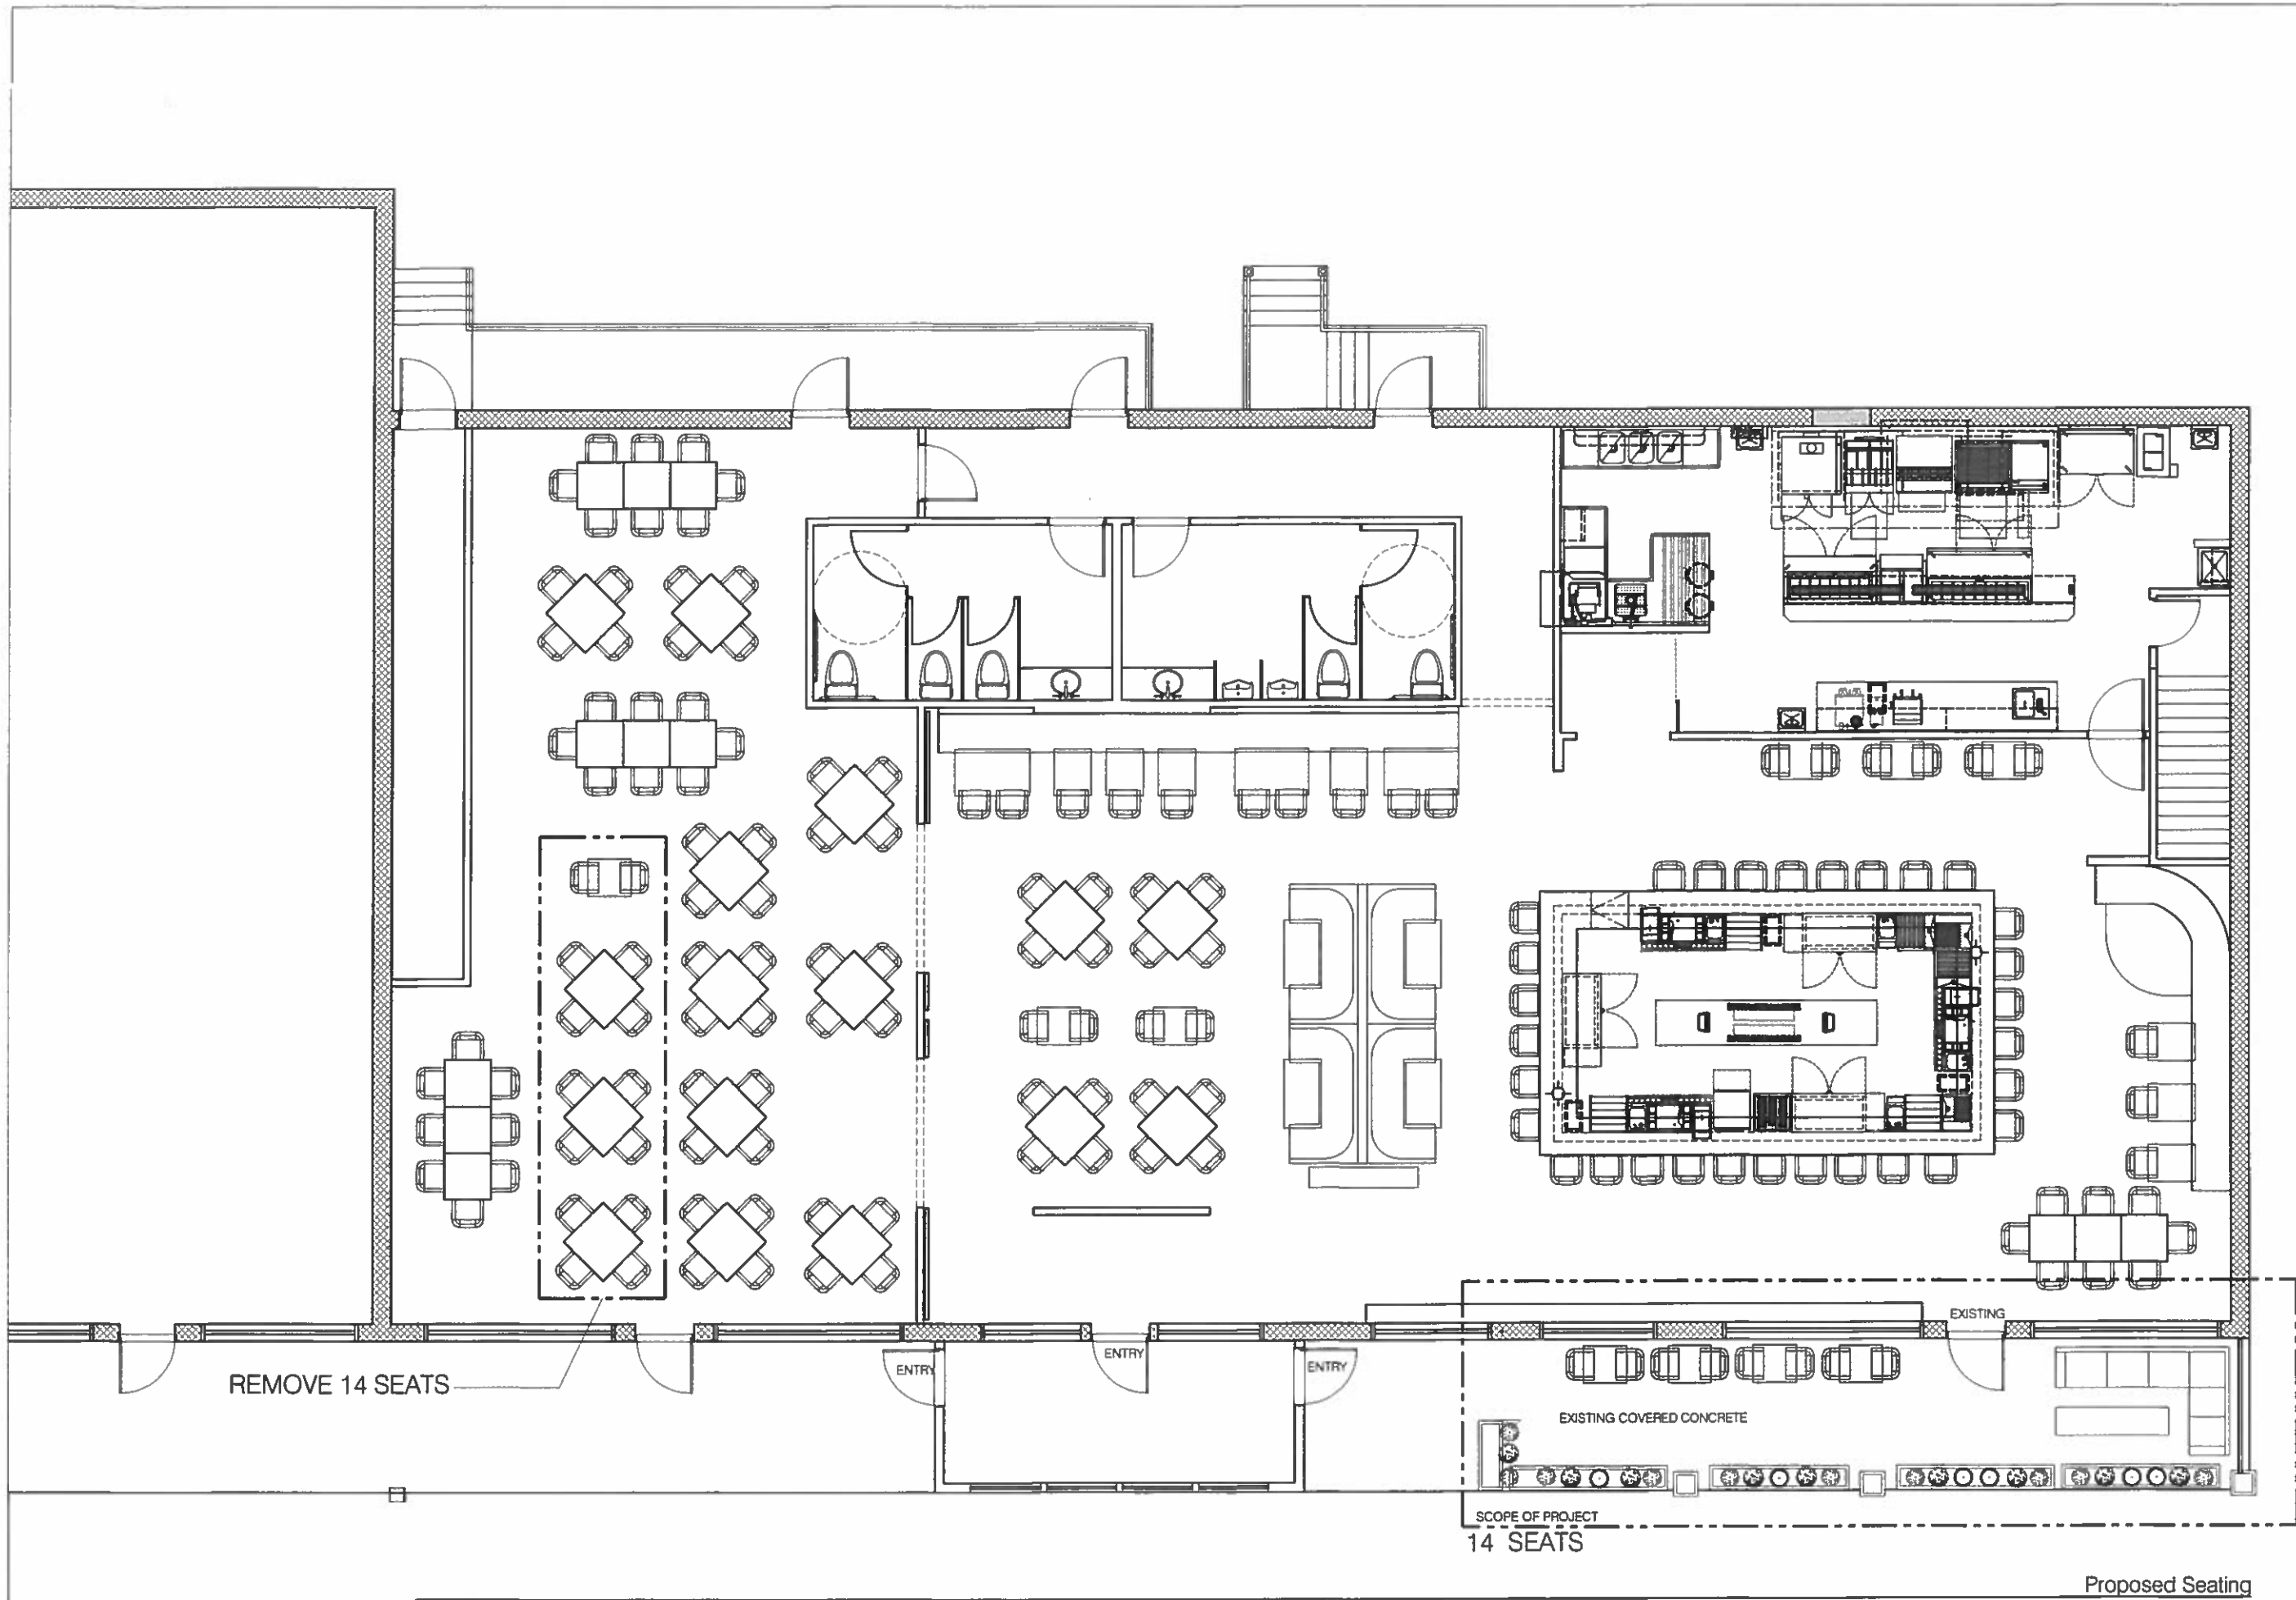 EXISTING
ENTRY
ENTRY
ENTRY
REMOVE 14 SEATS
EXISTING COVERED CONCRETE
SCOPE OF PROJECT
14 SEATS
Proposed Seating